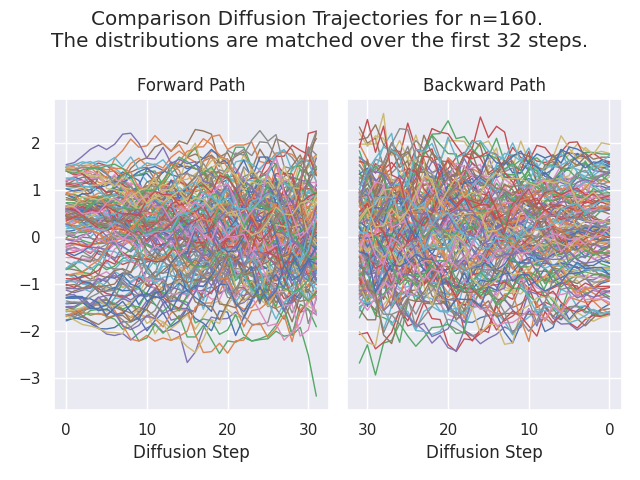 Comparison Diffusion Trajectories for n=160.
The distributions are matched over the first 32 steps.
Forward Path
Backward Path
2
1
0
−1
−2
−3
0 10 20 30
30 20 10 0
Diffusion Step
Diffusion Step